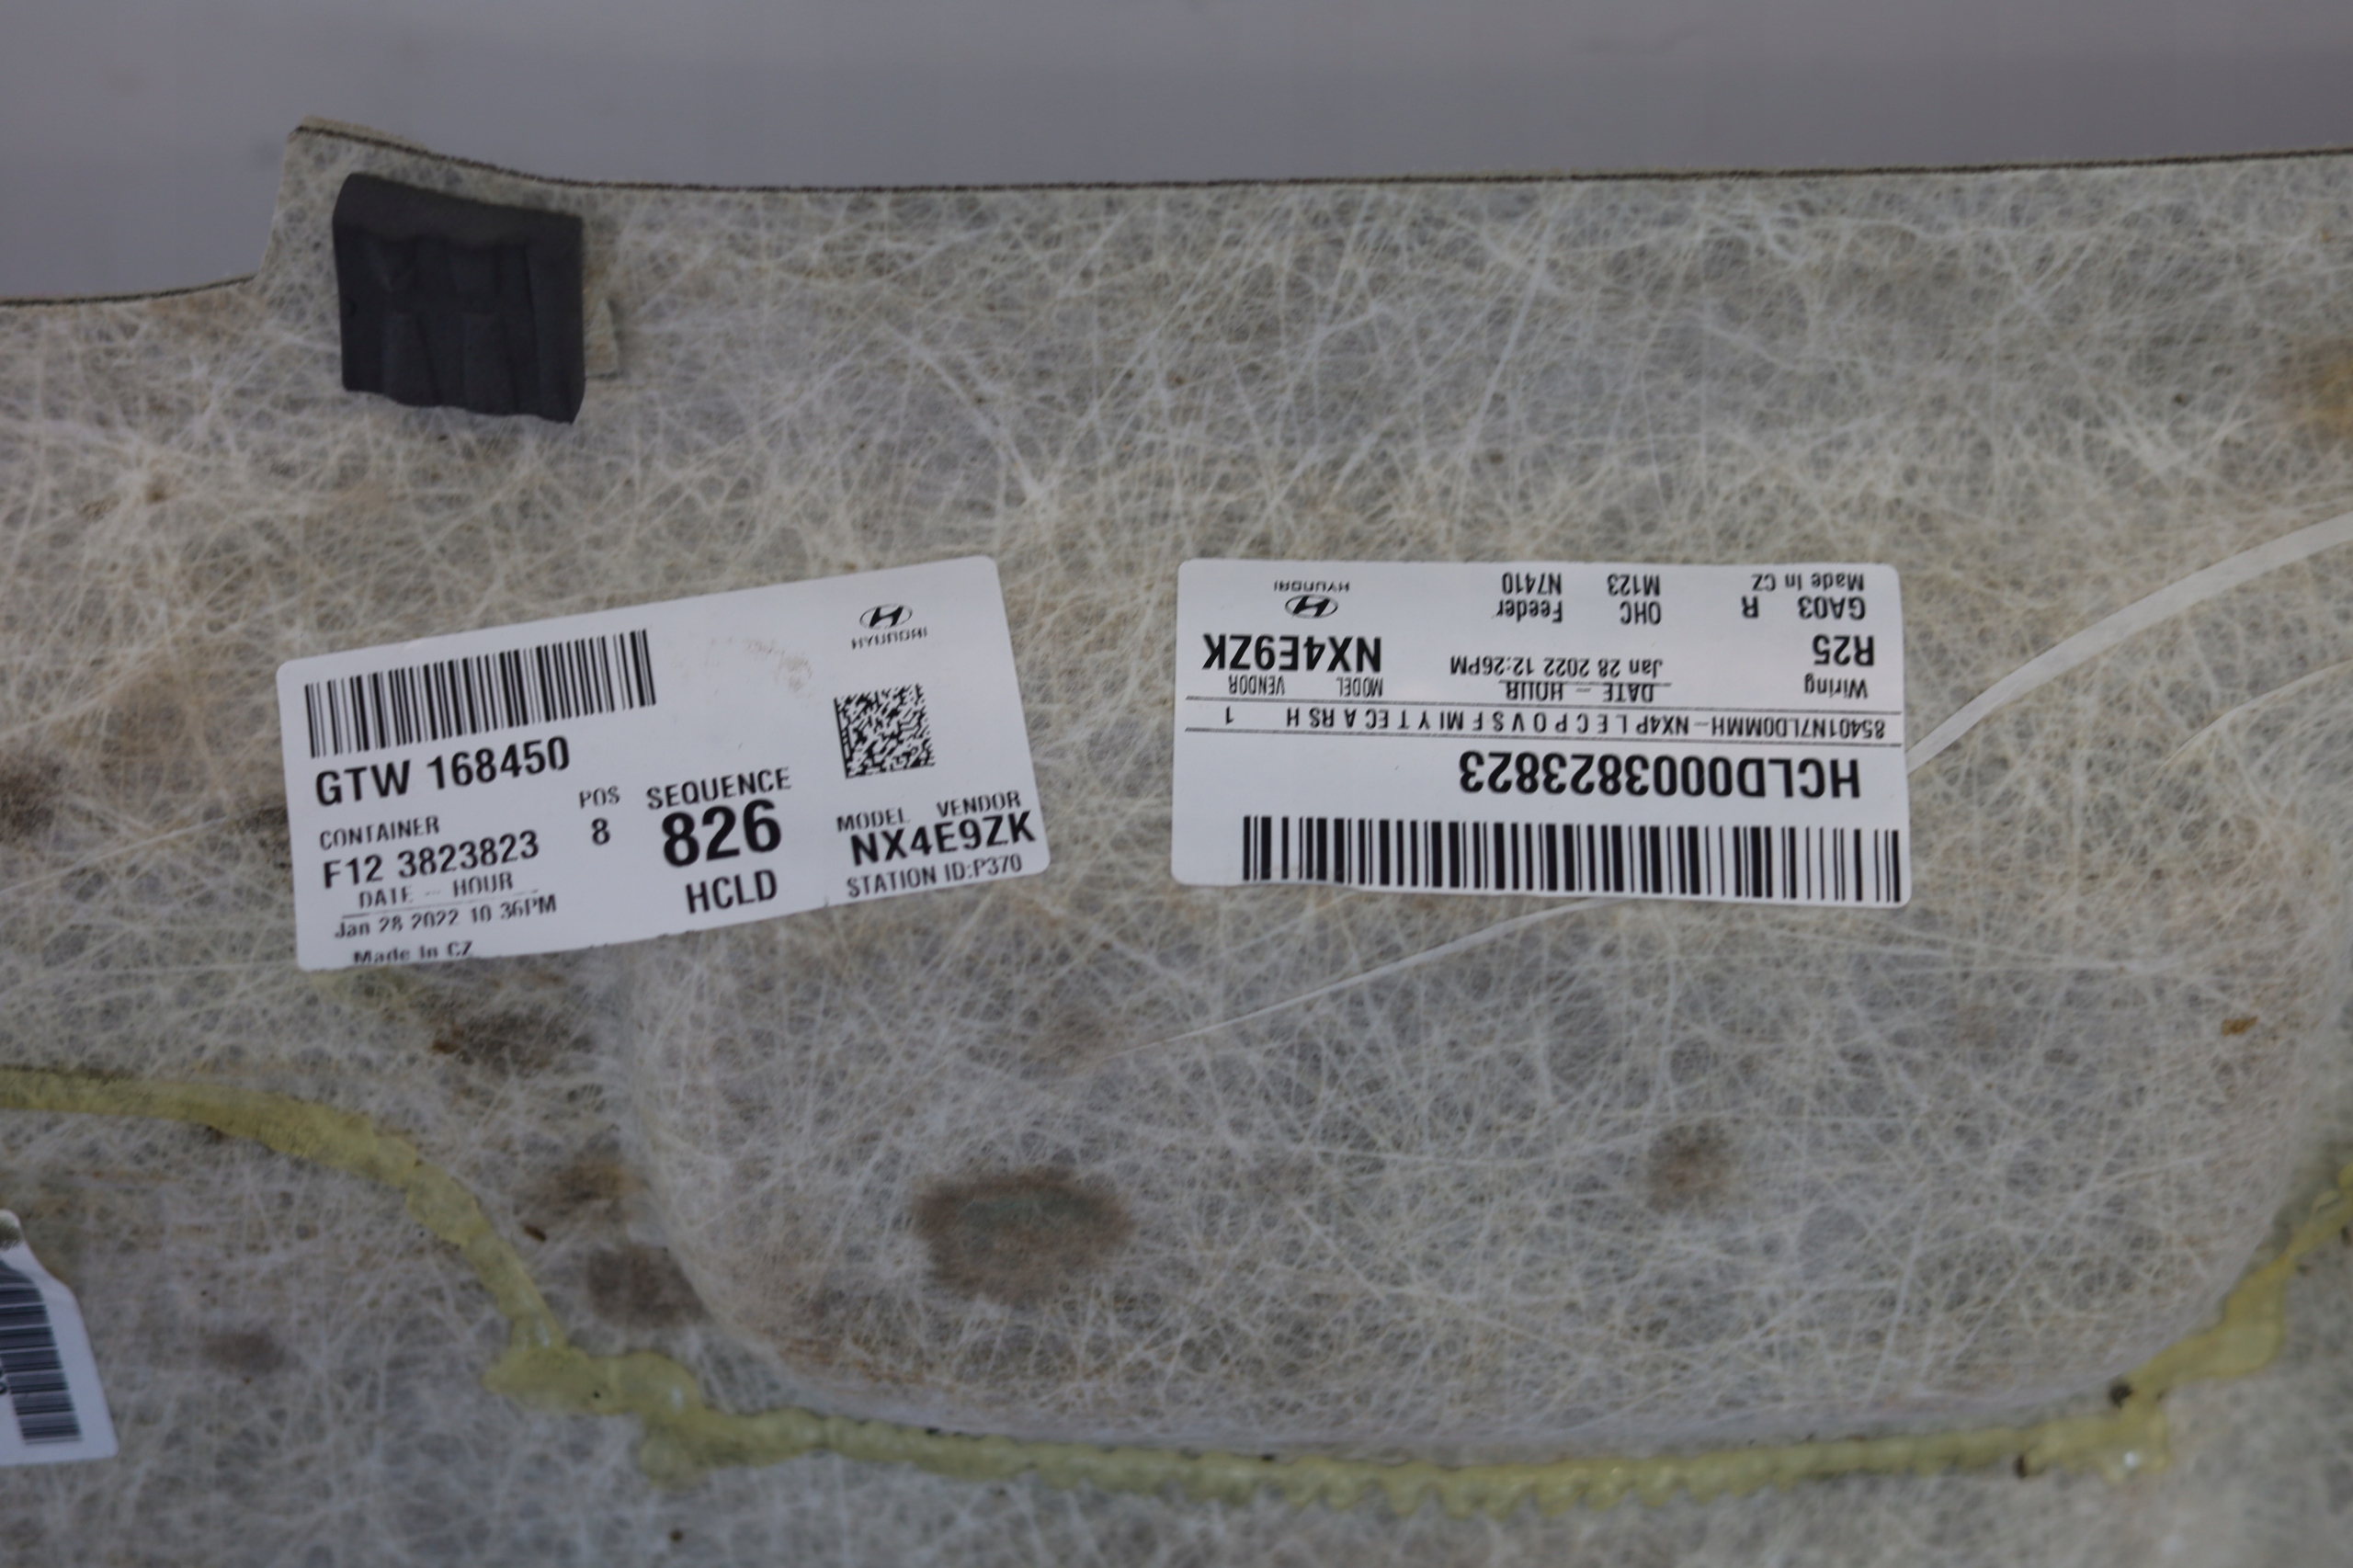 HYUNDAI
GTW 168450
CONTAINER POS SEQUENCE MODEL VENDOR
F12 3823823 8 826 NX4E9ZK
DATE - HOUR HCLD STATION ID:P370
Jan 28 2022 10 36PM
Made In CZ
HCLD0003823823
85401N7LD0MMH-NX4PLECPOVSFMIYTECARSH 1
Wiring DATE - HOUR MODEL VENDOR
R25 Jan 28 2022 12:26PM NX4E9ZK
GA03 R OHC Feeder
Made In CZ M123 N7410 HYUNDAI